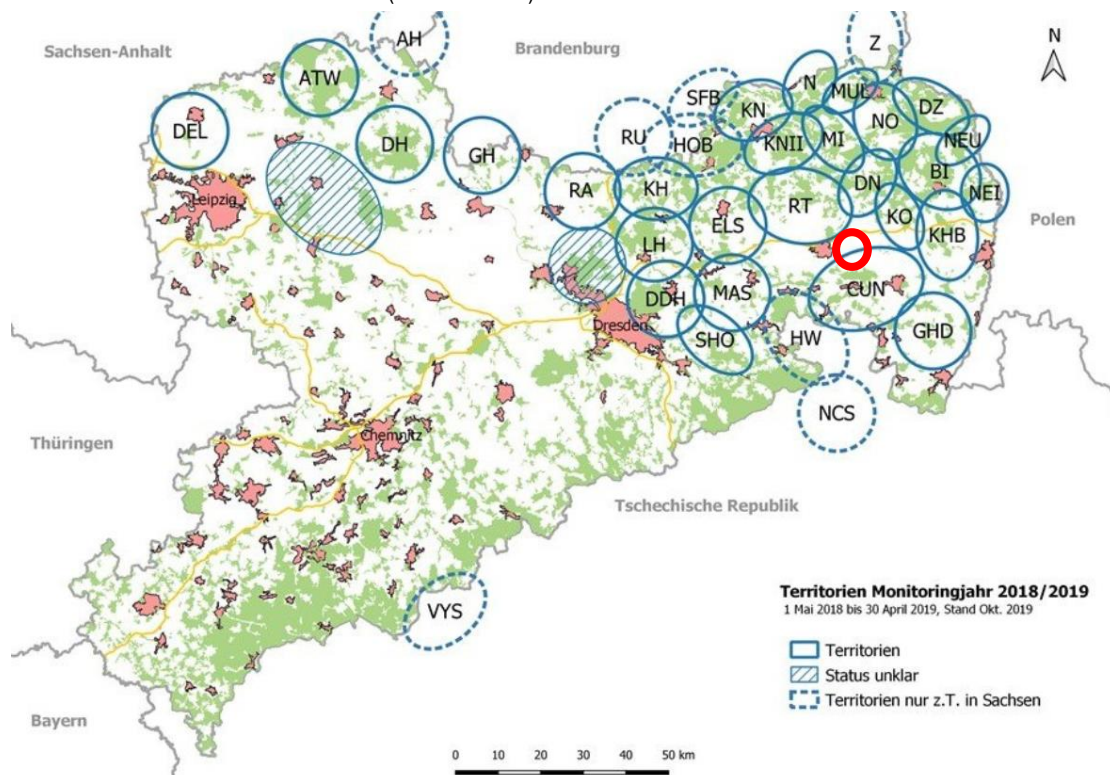 AH
Sachsen-Anhalt
Brandenburg
Z
N
ATW
N
MUL
SFB
KN
DZ
NO
DEL
RU
HOB
KNII
MI
NEU
DH
GH
BI
RA
KH
DN
NEI
Leipzig
RT
KO
Polen
ELS
KHB
LH
DDH
MAS
CUN
Dresden
SHO
HW
GHD
NCS
Chemnitz
Thüringen
Tschechische Republik
VYS
Bayern
Territorien Monitoringjahr 2018/2019
1 Mai 2018 bis 30 April 2019, Stand Okt. 2019
Territorien
Status unklar
Territorien nur z.T. in Sachsen
0 10 20 30 40 50 km